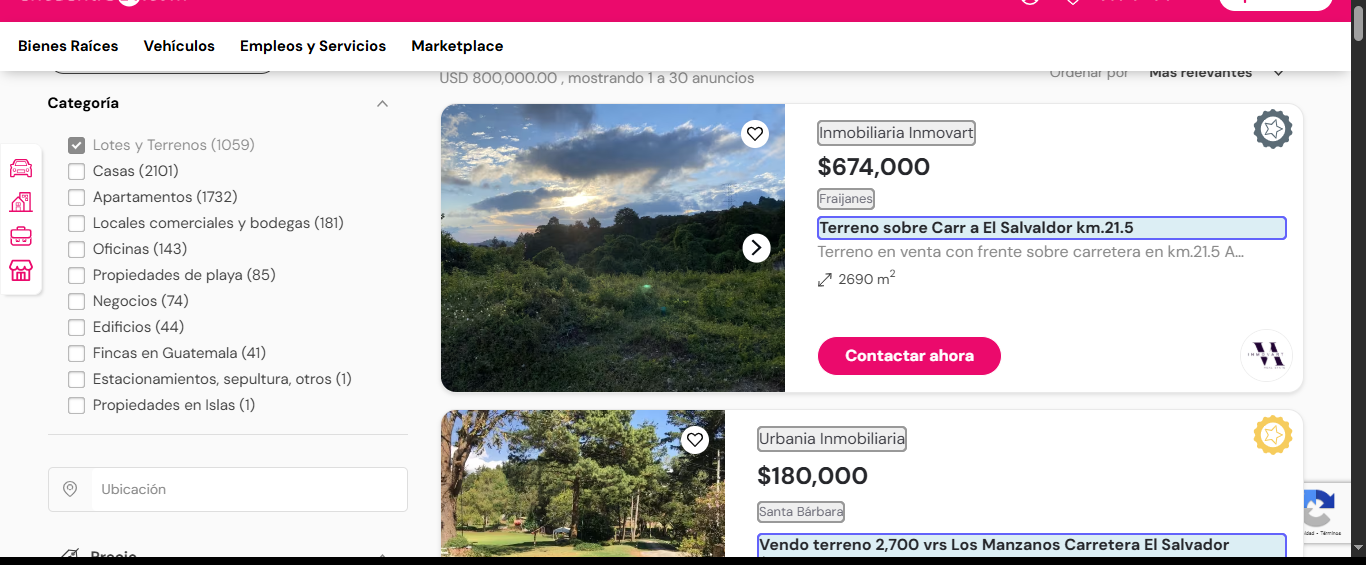 Bienes Raíces Vehículos Empleos y Servicios Marketplace
USD 800,000.00 , mostrando 1 a 30 anuncios
Ordenar por Más relevantes
Categoría
Lotes y Terrenos (1059)
Casas (2101)
Apartamentos (1732)
Locales comerciales y bodegas (181)
Oficinas (143)
Propiedades de playa (85)
Negocios (74)
Edificios (44)
Fincas en Guatemala (41)
Estacionamientos, sepultura, otros (1)
Propiedades en Islas (1)
Ubicación
Precio
Inmobiliaria Inmovart
$674,000
Fraijanes
Terreno sobre Carr a El Salvaldor km.21.5
Terreno en venta con frente sobre carretera en km.21.5 A...
2690 m²
Contactar ahora
INMOVART
Urbania Inmobiliaria
$180,000
Santa Bárbara
Vendo terreno 2,700 vrs Los Manzanos Carretera El Salvador
Términos